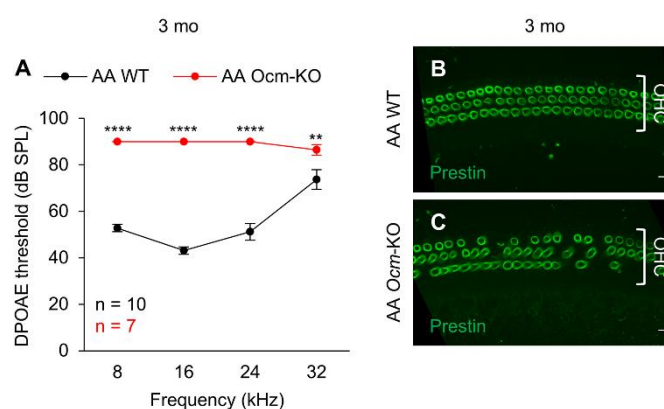 3 mo
A
AA WT
AA Ocm-KO
DPOAE threshold (dB SPL)
100
80
60
40
20
0
****
****
****
**
n = 10
n = 7
8
16
24
32
Frequency (kHz)
3 mo
AA WT
B
OHC
Prestin
AA Ocm-KO
C
OHC
Prestin